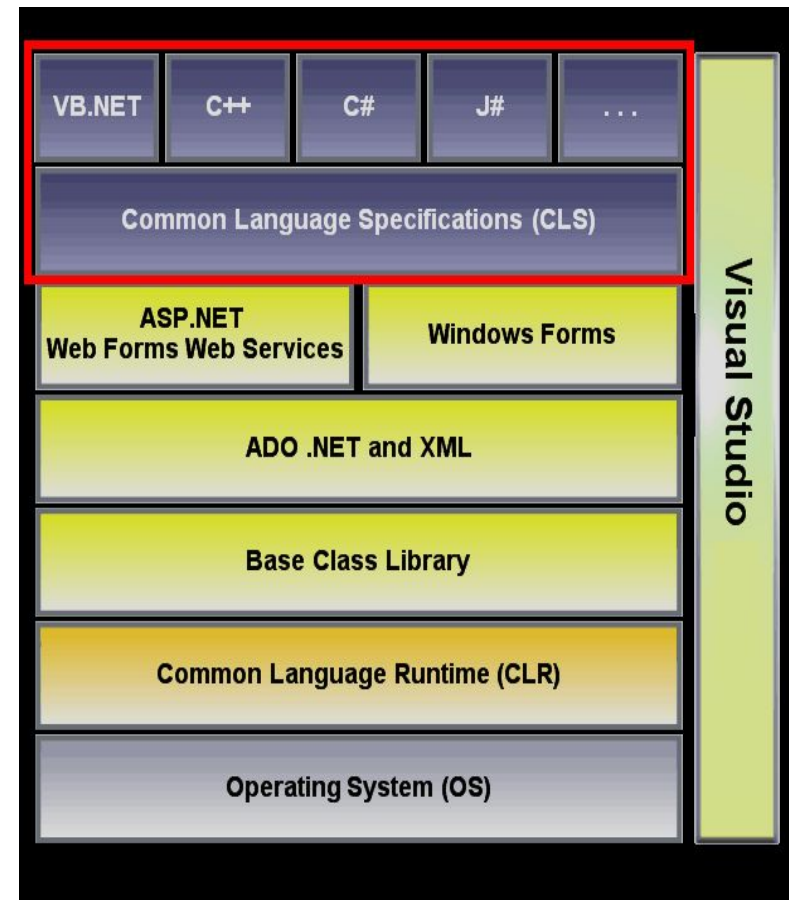 VB.NET
C++
C#
J#
...
Common Language Specifications (CLS)
ASP.NET
Web Forms Web Services
Windows Forms
ADO .NET and XML
Base Class Library
Common Language Runtime (CLR)
Operating System (OS)
Visual Studio